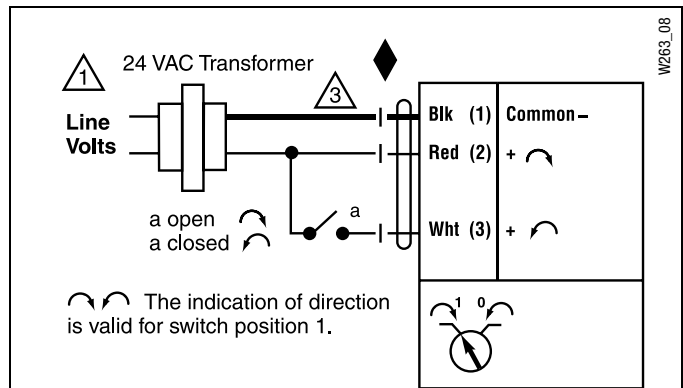 W263_08
1
24 VAC Transformer
3
Line
Volts
Blk (1) Common –
Red (2) +
a
Wht (3) +
a open
a closed
The indication of direction
is valid for switch position 1.
1 0